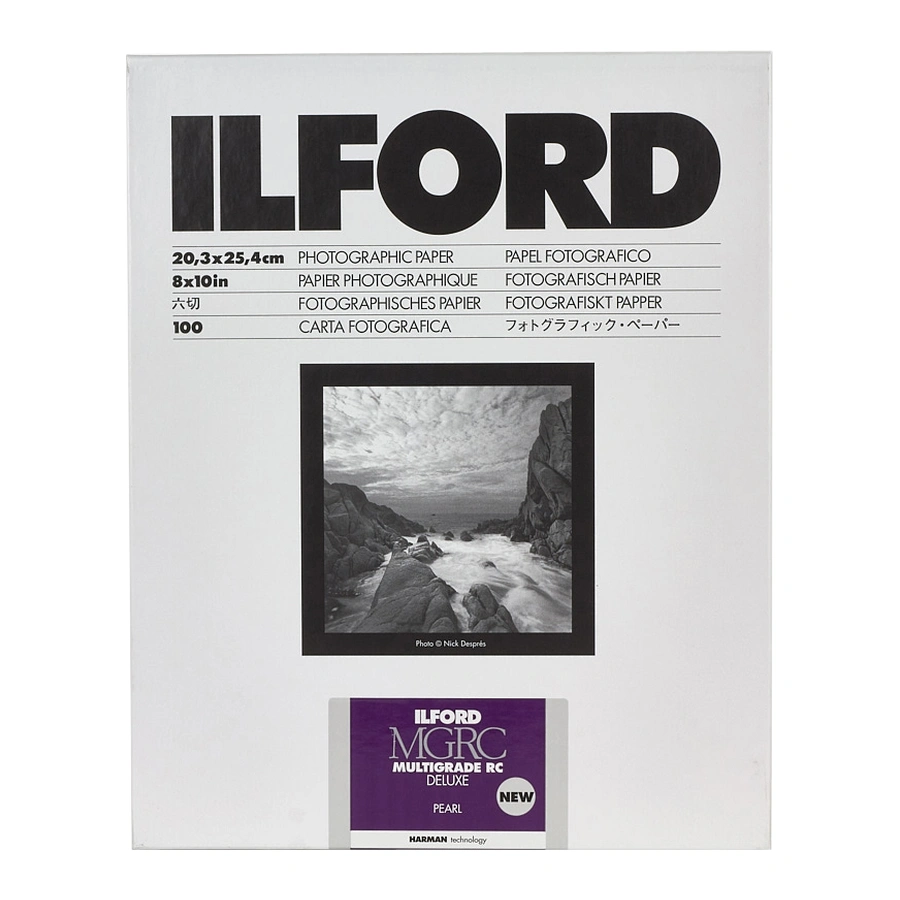 ILFORD
20,3x25,4cm PHOTOGRAPHIC PAPER PAPEL FOTOGRAFICO
8x10in PAPIER PHOTOGRAPHIQUE FOTOGRAFISCH PAPIER
六切 FOTOGRAPHISCHES PAPIER FOTOGRAFISKT PAPPER
100 CARTA FOTOGRAFICA フォトグラフィック・ペーパー
Photo © Nick Després
ILFORD
MGRC
MULTIGRADE RC
DELUXE
NEW
PEARL
HARMAN technology